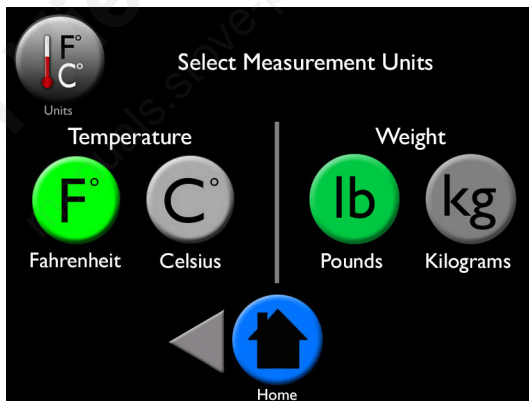 F°
C°
Units
Select Measurement Units
Temperature
Weight
F°
C°
lb
kg
Fahrenheit
Celsius
Pounds
Kilograms
Home